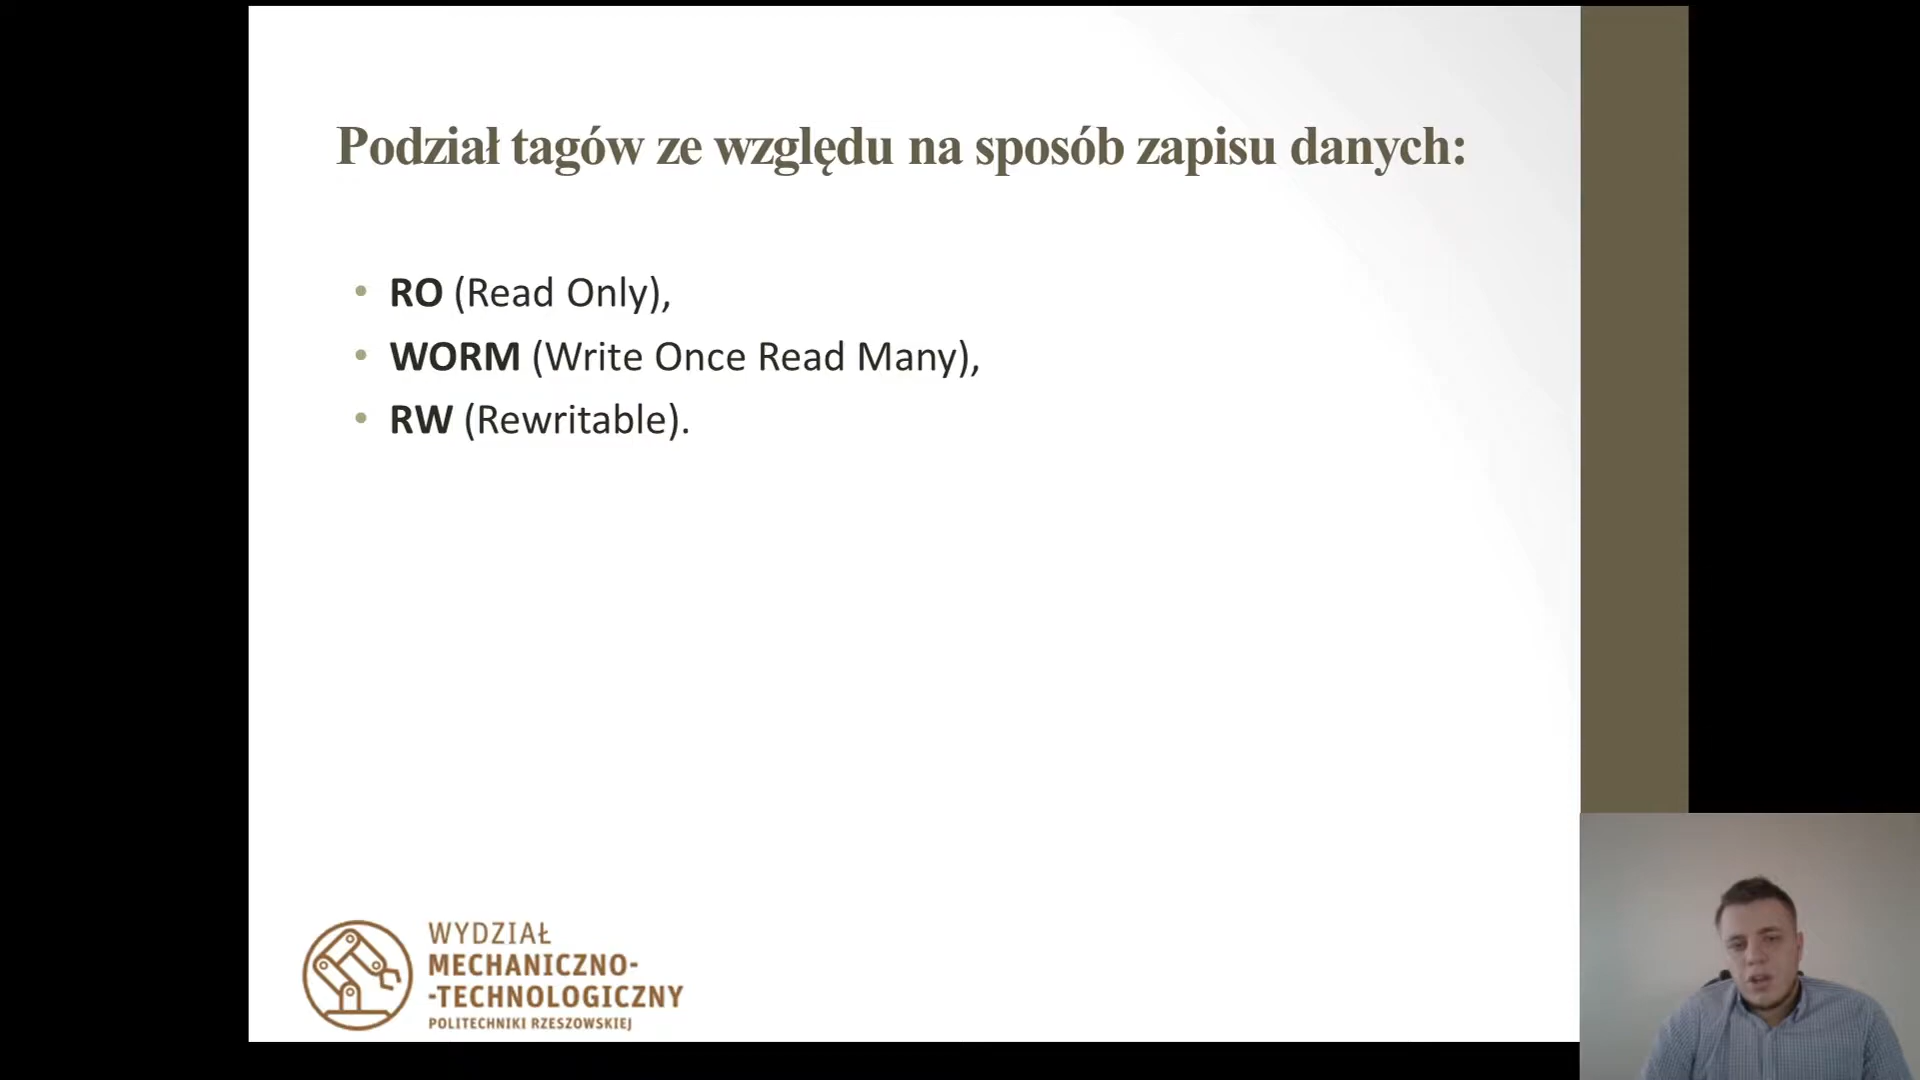 Podział tagów ze względu na sposób zapisu danych:
• RO (Read Only),
• WORM (Write Once Read Many),
• RW (Rewritable).
WYDZIAŁ
MECHANICZNO-
-TECHNOLOGICZNY
POLITECHNIKI RZESZOWSKIEJ